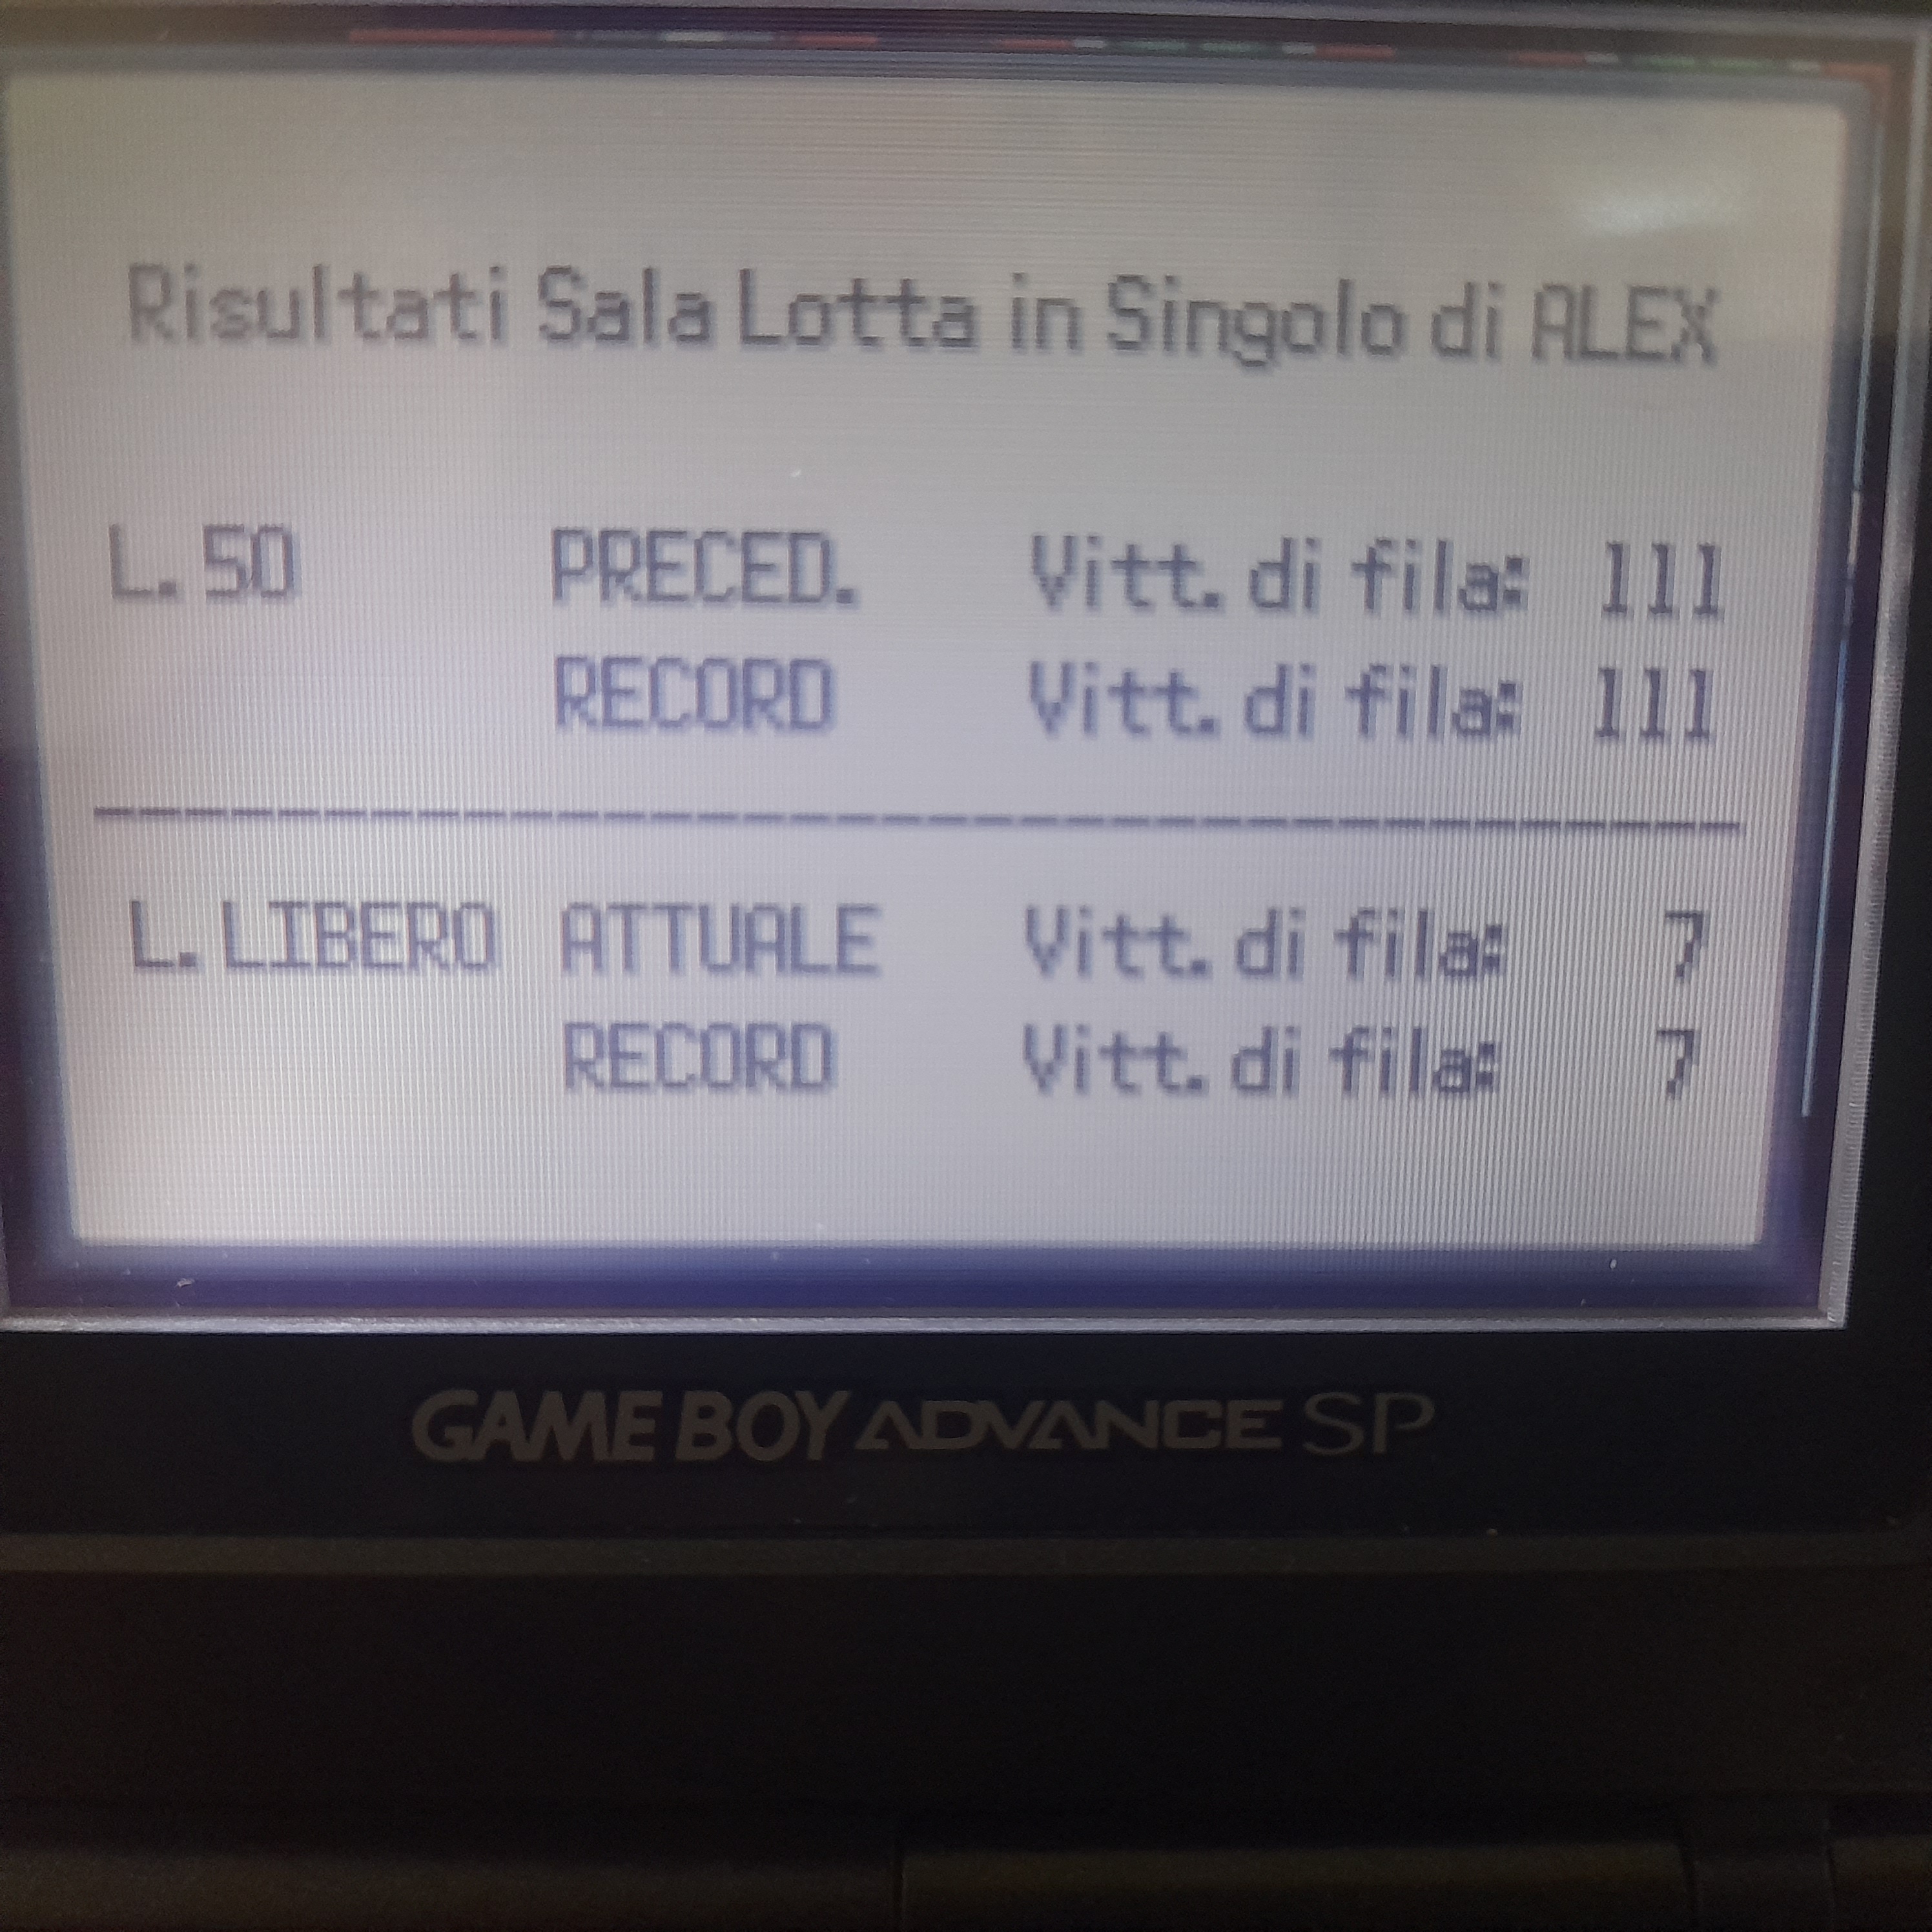 Risultati Sala Lotta in Singolo di ALEX
L. 50 PRECED. Vitt. di fila: 111
RECORD Vitt. di fila: 111
L. LIBERO ATTUALE Vitt. di fila: 7
RECORD Vitt. di fila: 7
GAME BOY ADVANCE SP